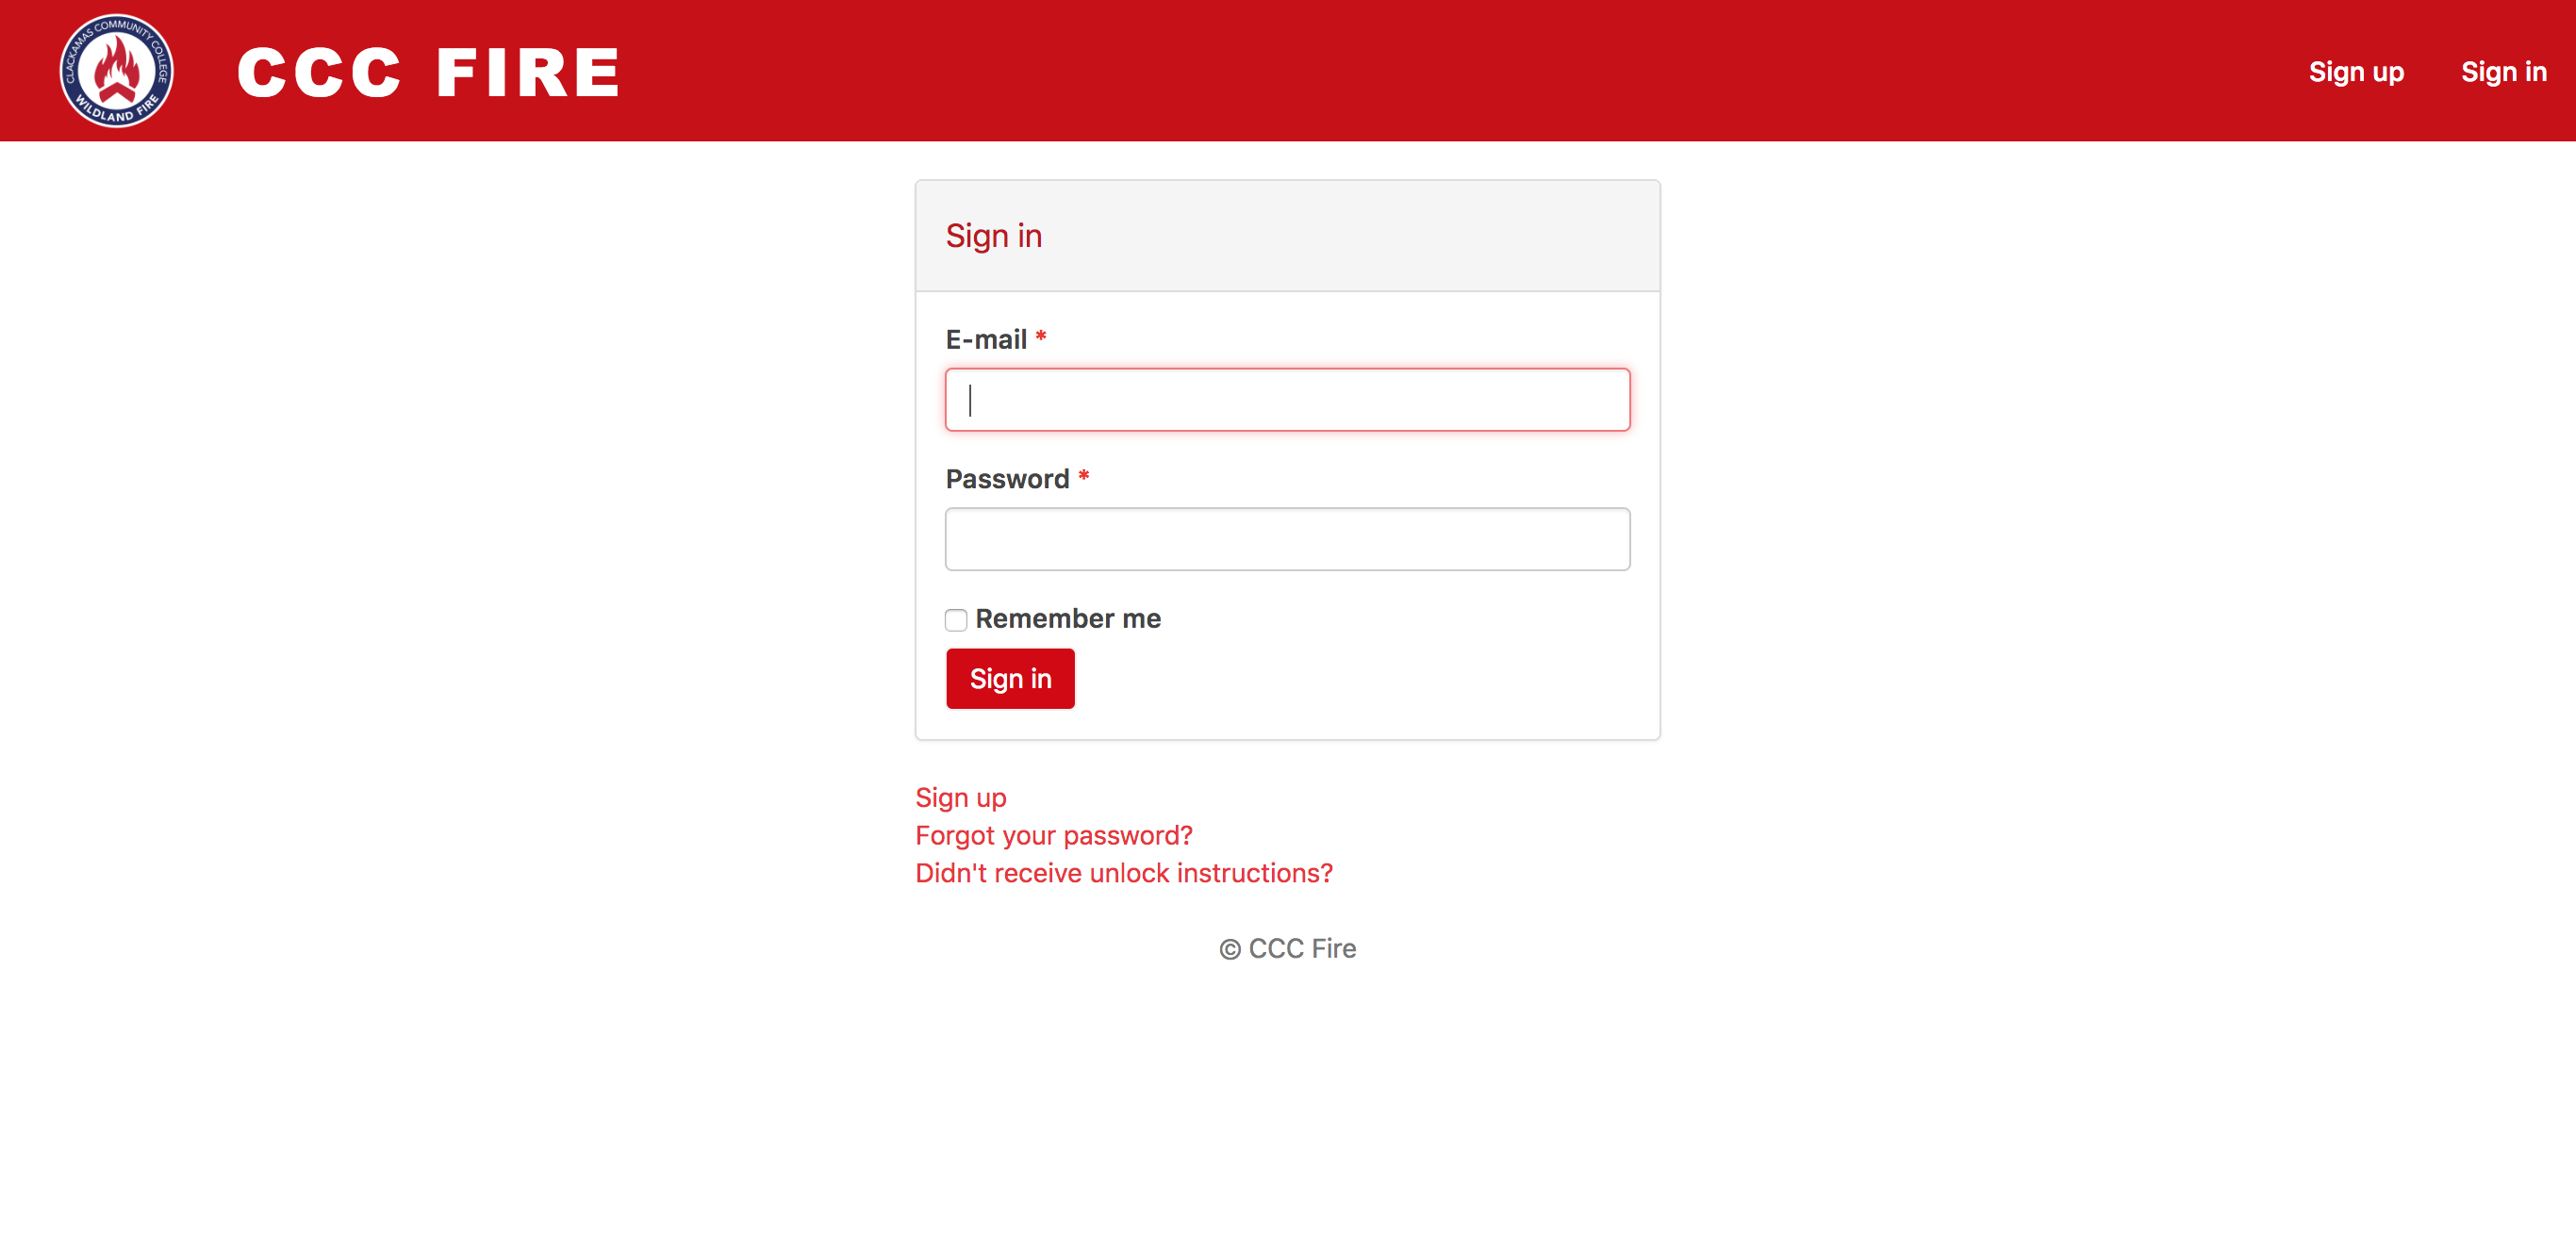 CLACKAMAS COMMUNITY COLLEGE
WILDLAND FIRE
CCC FIRE
Sign up
Sign in
Sign in
E-mail *
Password *
Remember me
Sign in
Sign up
Forgot your password?
Didn't receive unlock instructions?
© CCC Fire